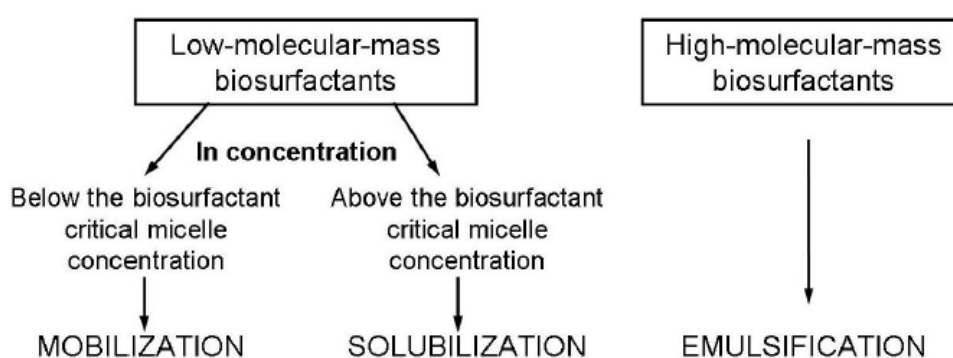 Low-molecular-mass
biosurfactants
High-molecular-mass
biosurfactants
In concentration
Below the biosurfactant
critical micelle
concentration
Above the biosurfactant
critical micelle
concentration
MOBILIZATION
SOLUBILIZATION
EMULSIFICATION